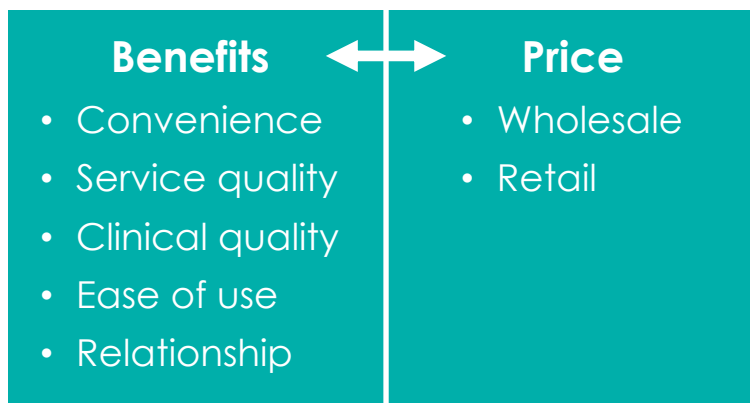 Benefits
• Convenience
• Service quality
• Clinical quality
• Ease of use
• Relationship
Price
• Wholesale
• Retail